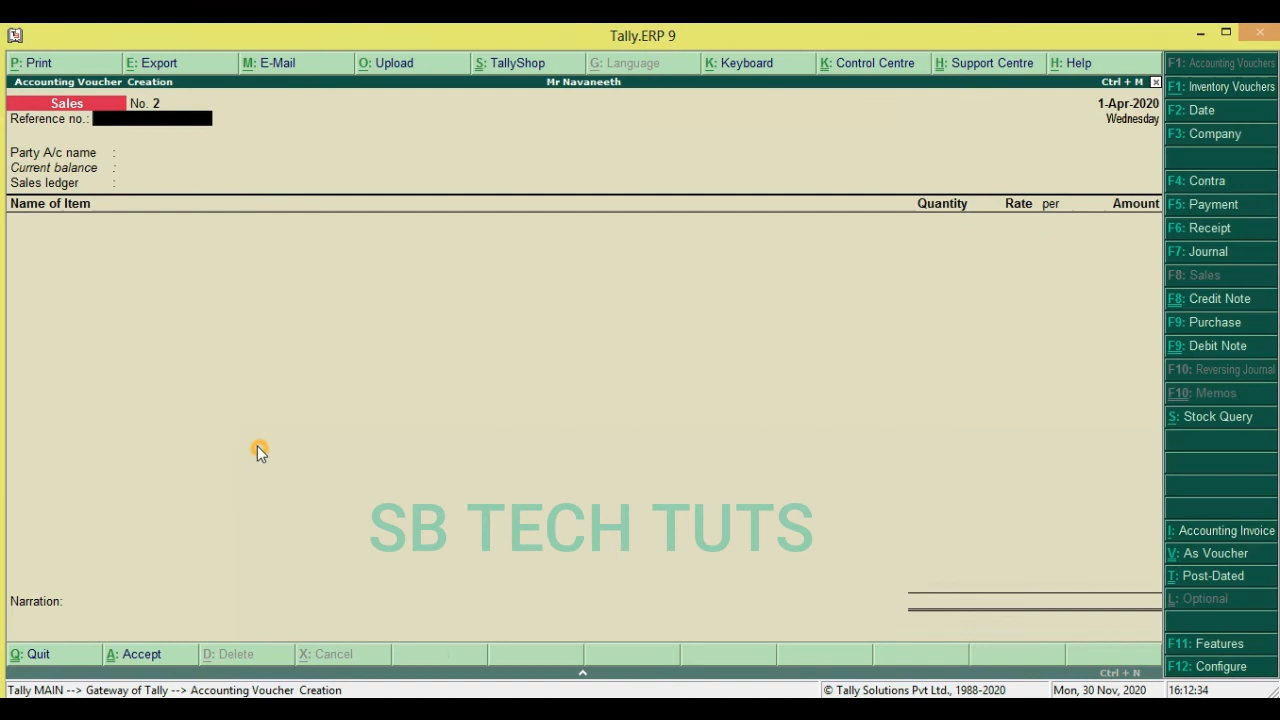 Tally.ERP 9
P: Print E: Export M: E-Mail O: Upload S: TallyShop G: Language K: Keyboard K: Control Centre H: Support Centre H: Help
Accounting Voucher Creation Mr Navaneeth Ctrl + M
Sales No. 2 1-Apr-2020
Reference no.: Wednesday
Party A/c name :
Current balance :
Sales ledger :
Name of Item Quantity Rate per Amount
SB TECH TUTS
Narration:
Q: Quit A: Accept D: Delete X: Cancel
Ctrl + N
Tally MAIN --> Gateway of Tally --> Accounting Voucher Creation © Tally Solutions Pvt Ltd., 1988-2020 Mon, 30 Nov, 2020 16:12:34
F1: Accounting Vouchers
F1: Inventory Vouchers
F2: Date
F3: Company
F4: Contra
F5: Payment
F6: Receipt
F7: Journal
F8: Sales
F8: Credit Note
F9: Purchase
F9: Debit Note
F10: Reversing Journal
F10: Memos
S: Stock Query
I: Accounting Invoice
V: As Voucher
T: Post-Dated
L: Optional
F11: Features
F12: Configure